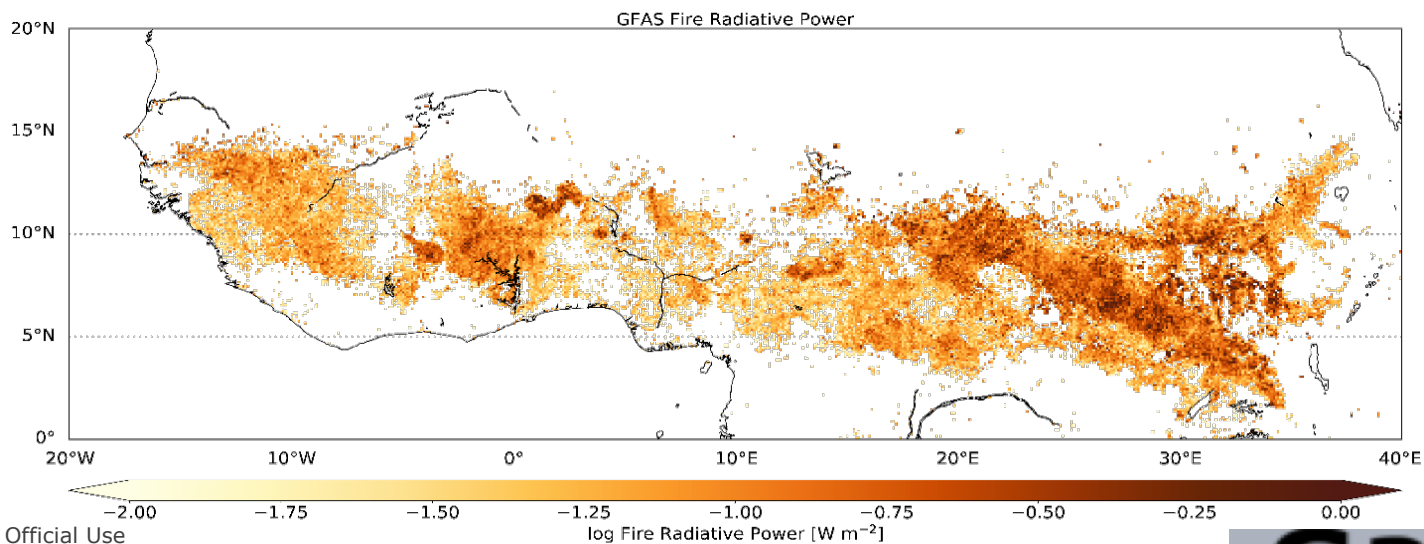 GFAS Fire Radiative Power
20°N
15°N
10°N
5°N
0°
20°W 10°W 0° 10°E 20°E 30°E 40°E
−2.00 −1.75 −1.50 −1.25 −1.00 −0.75 −0.50 −0.25 0.00
log Fire Radiative Power [W m⁻²]
Official Use